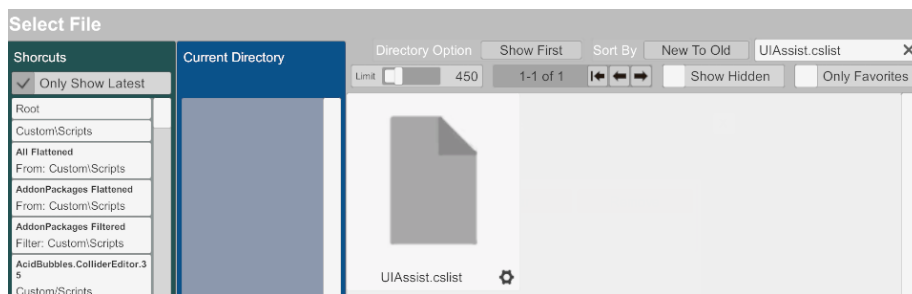 Select File
Shorcuts
Current Directory
Directory Option
Show First
Sort By
New To Old
UIAssist.cslist
Only Show Latest
Limit
450
1-1 of 1
Show Hidden
Only Favorites
Root
Custom\Scripts
All Flattened
From: Custom\Scripts
AddonPackages Flattened
From: Custom\Scripts
AddonPackages Filtered
Filter: Custom\Scripts
AcidBubbles.ColliderEditor.3
5
Custom/Scripts
UIAssist.cslist